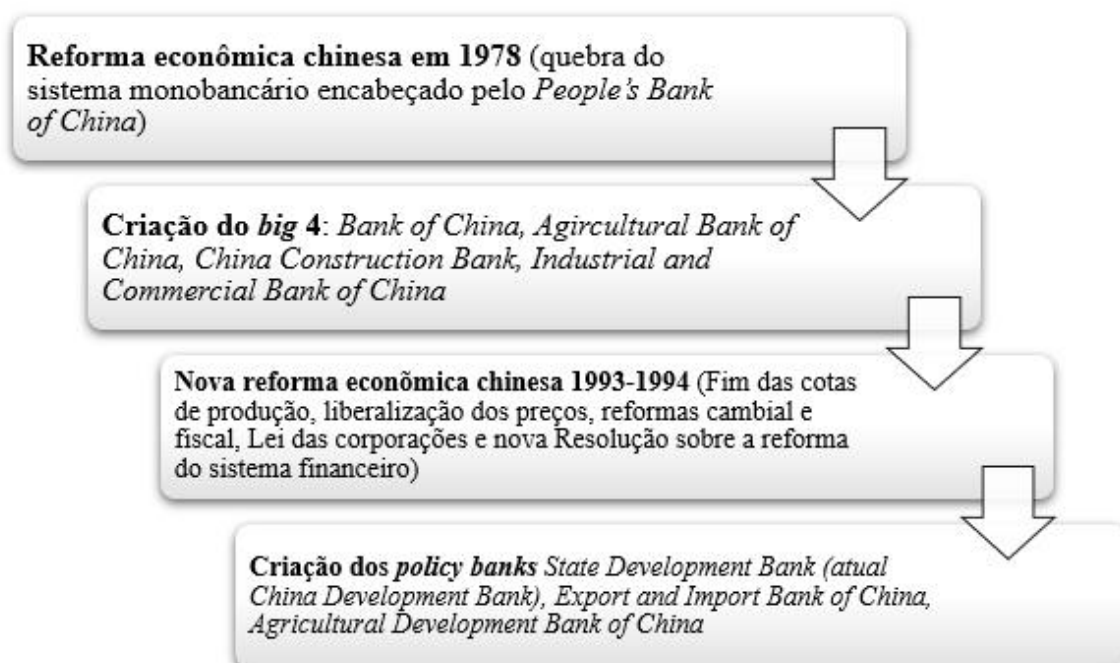 Reforma econômica chinesa em 1978 (quebra do
sistema monobancário encabeçado pelo People’s Bank
of China)
Criação do big 4: Bank of China, Agircultural Bank of
China, China Construction Bank, Industrial and
Commercial Bank of China
Nova reforma econõmica chinesa 1993-1994 (Fim das cotas
de produção, liberalização dos preços, reformas cambial e
fiscal, Lei das corporações e nova Resolução sobre a reforma
do sistema financeiro)
Criação dos policy banks State Development Bank (atual
China Development Bank), Export and Import Bank of China,
Agricultural Development Bank of China